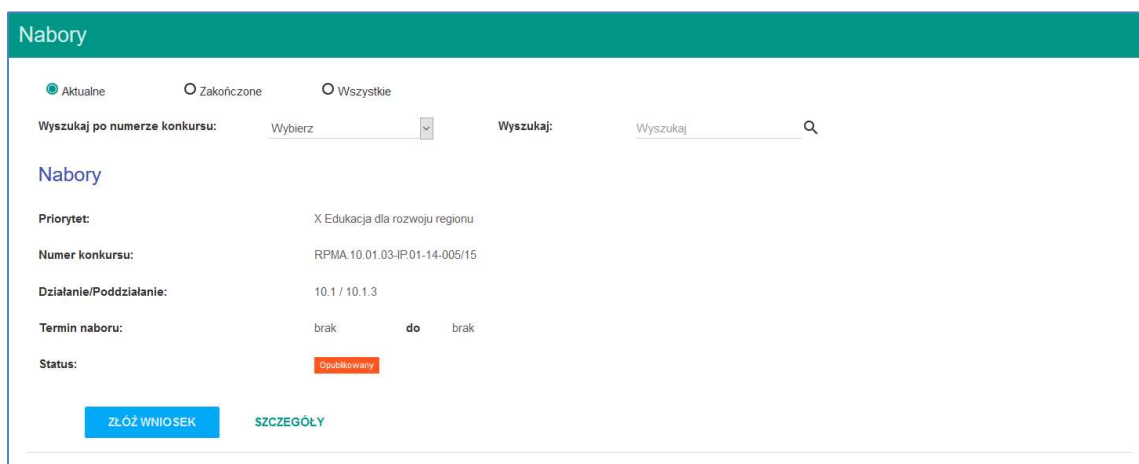 Nabory
Aktualne Zakończone Wszystkie
Wyszukaj po numerze konkursu: Wybierz Wyszukaj: Wyszukaj
Nabory
Priorytet: X Edukacja dla rozwoju regionu
Numer konkursu: RPMA.10.01.03-IP.01-14-005/15
Działanie/Poddziałanie: 10.1 / 10.1.3
Termin naboru: brak do brak
Status: Opublikowany
ZŁÓŻ WNIOSEK SZCZEGÓŁY